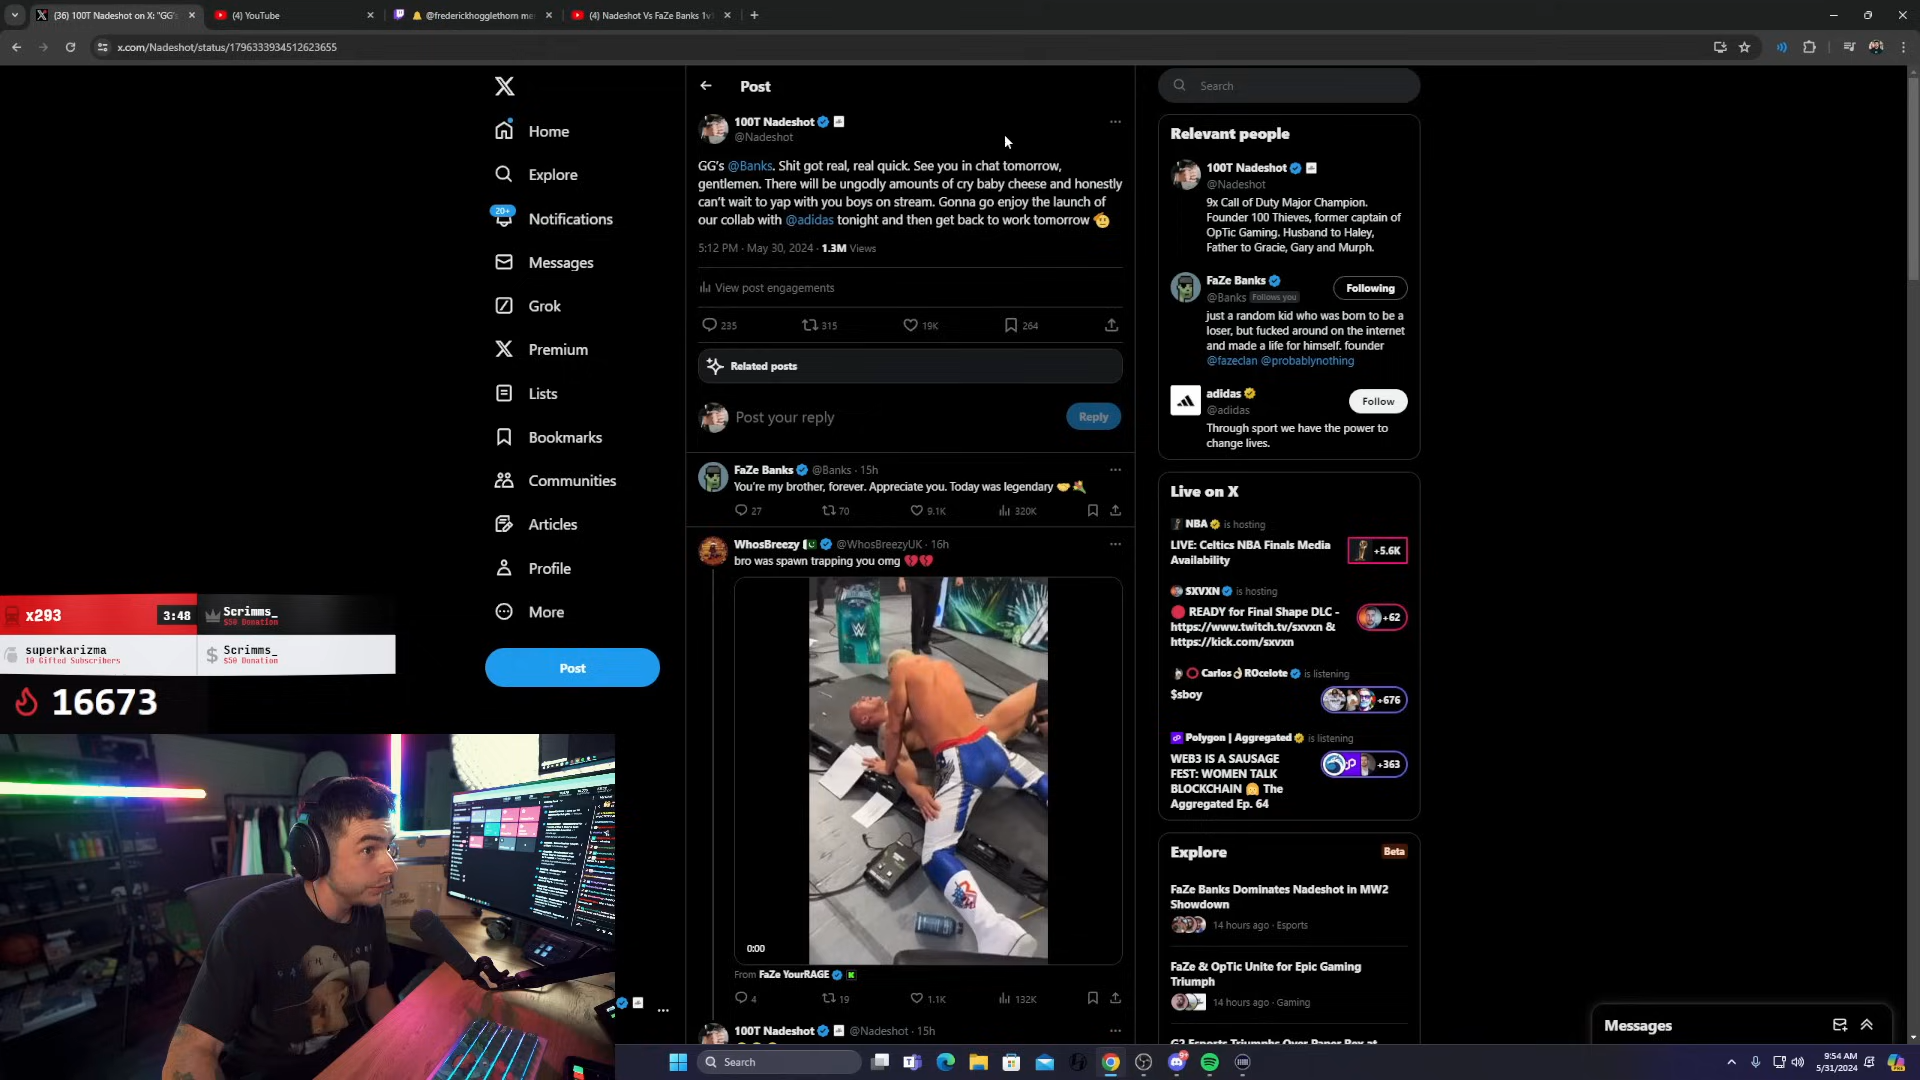 (36) 100T Nadeshot on X: "GG'
(4) YouTube
@frederickhogglethorn me
(4) Nadeshot Vs FaZe Banks 1v
x.com/Nadeshot/status/1796333934512623655
Post
Search
100T Nadeshot
@Nadeshot
GG's @Banks. Shit got real, real quick. See you in chat tomorrow,
gentlemen. There will be ungodly amounts of cry baby cheese and honestly
can't wait to yap with you boys on stream. Gonna go enjoy the launch of
our collab with @adidas tonight and then get back to work tomorrow
5:12 PM · May 30, 2024 · 1.3M Views
View post engagements
235
315
19K
264
Related posts
Post your reply
Reply
FaZe Banks @Banks · 15h
You're my brother, forever. Appreciate you. Today was legendary
27
70
9.1K
320K
WhosBreezy @WhosBreezyUK · 16h
bro was spawn trapping you omg
0:00
From FaZe YourRAGE
4
19
1.1K
132K
100T Nadeshot @Nadeshot · 15h
Home
Explore
20+
Notifications
Messages
Grok
Premium
Lists
Bookmarks
Communities
Articles
Profile
More
Post
Relevant people
100T Nadeshot
@Nadeshot
9x Call of Duty Major Champion.
Founder 100 Thieves, former captain of
OpTic Gaming. Husband to Haley,
Father to Gracie, Gary and Murph.
FaZe Banks
@Banks Follows you
Following
just a random kid who was born to be a
loser, but fucked around on the internet
and made a life for himself. founder
@fazeclan @probablynothing
adidas
@adidas
Follow
Through sport we have the power to
change lives.
Live on X
NBA is hosting
LIVE: Celtics NBA Finals Media
Availability
+5.6K
SXVXN is hosting
READY for Final Shape DLC -
https://www.twitch.tv/sxvxn &
https://kick.com/sxvxn
+62
Carlos ROcelote is listening
$sboy
+676
Polygon | Aggregated is listening
WEB3 IS A SAUSAGE
FEST: WOMEN TALK
BLOCKCHAIN The
Aggregated Ep. 64
+363
Explore
Beta
FaZe Banks Dominates Nadeshot in MW2
Showdown
14 hours ago · Esports
FaZe & OpTic Unite for Epic Gaming
Triumph
14 hours ago · Gaming
Messages
x293
3:48
Scrimms_
$50 Donation
superkarizma
10 Gifted Subscribers
Scrimms_
$50 Donation
16673
Search
9:54 AM
5/31/2024